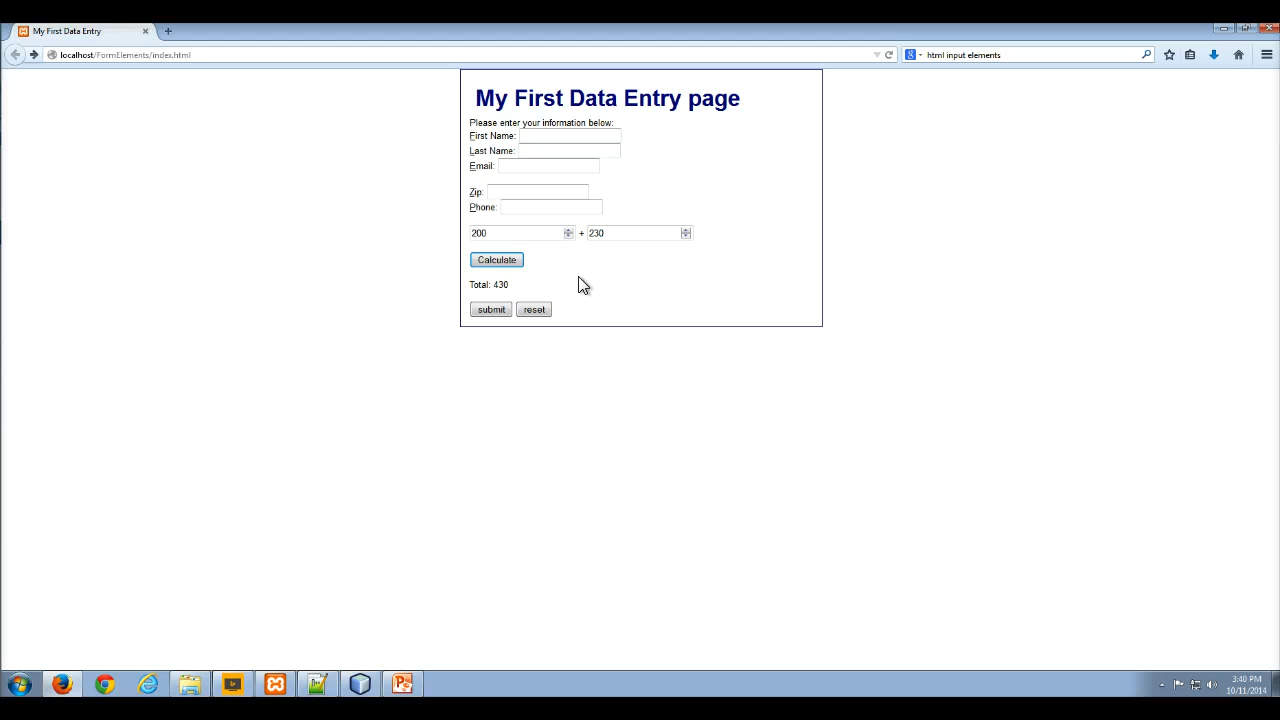 My First Data Entry
localhost/FormElements/index.html
html input elements
My First Data Entry page
Please enter your information below:
First Name:
Last Name:
Email:
Zip:
Phone:
200 + 230
Calculate
Total: 430
submit reset
3:40 PM
10/11/2014